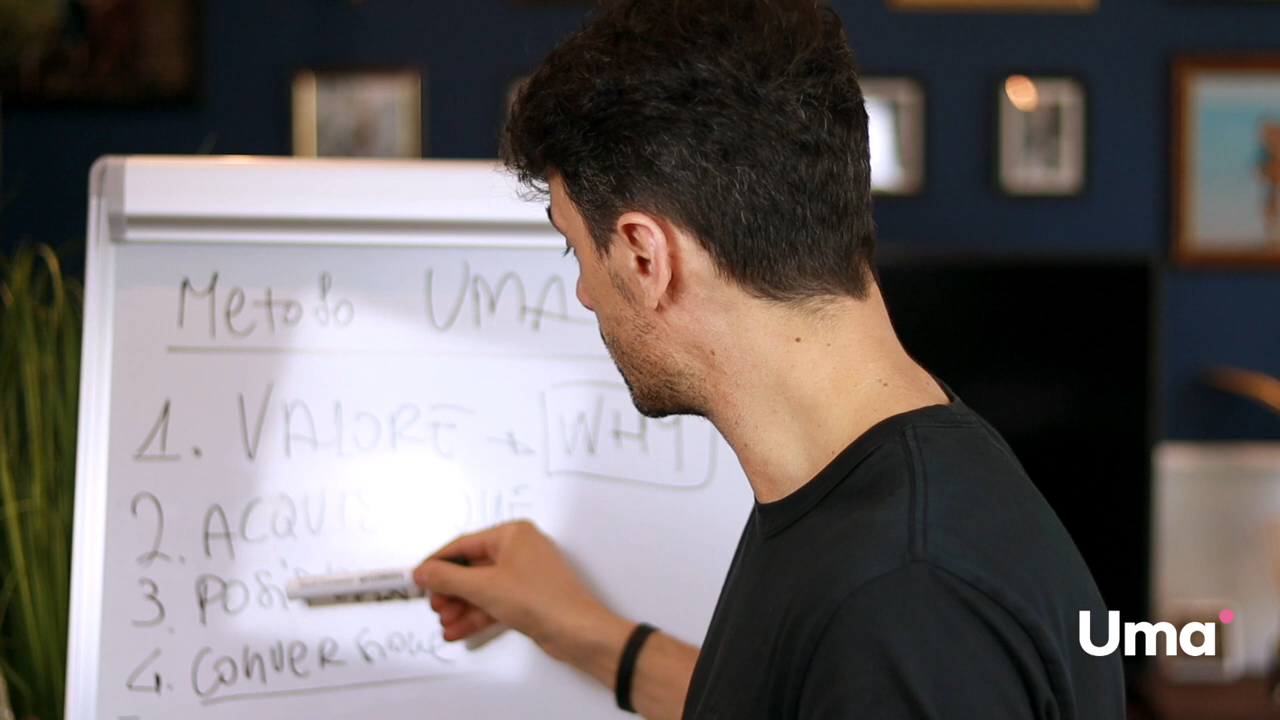 Metodo UMA
1. VALORE + WHY
2.
3.
4. Conversione
Uma